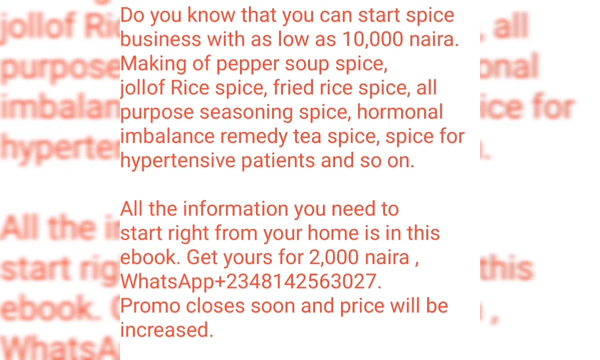 Do you know that you can start spice
business with as low as 10,000 naira.
Making of pepper soup spice,
jollof Rice spice, fried rice spice, all
purpose seasoning spice, hormonal
imbalance remedy tea spice, spice for
hypertensive patients and so on.

All the information you need to
start right from your home is in this
ebook. Get yours for 2,000 naira ,
WhatsApp+2348142563027.
Promo closes soon and price will be
increased.